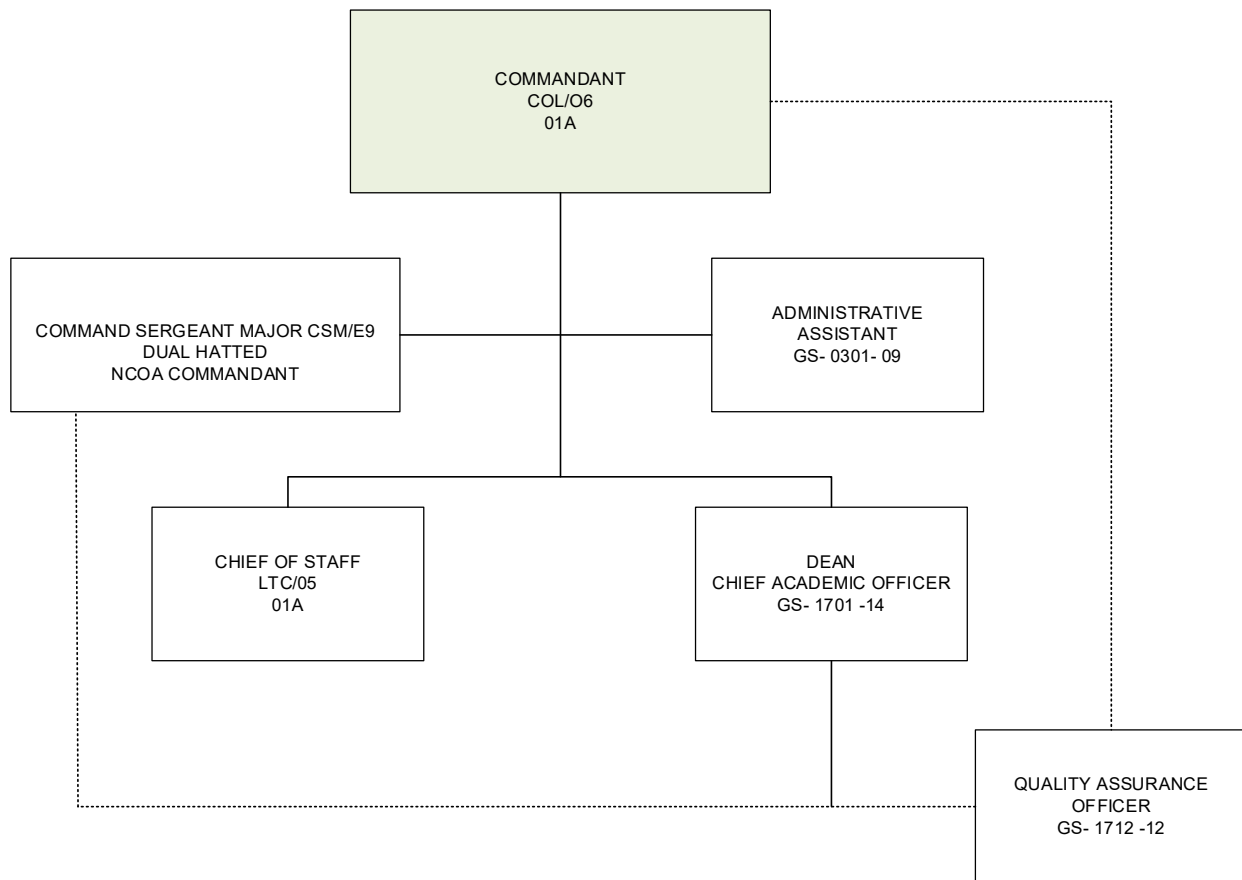 COMMANDANT
COL/O6
01A
COMMAND SERGEANT MAJOR CSM/E9
DUAL HATTED
NCOA COMMANDANT
ADMINISTRATIVE
ASSISTANT
GS- 0301- 09
CHIEF OF STAFF
LTC/05
01A
DEAN
CHIEF ACADEMIC OFFICER
GS- 1701 -14
QUALITY ASSURANCE
OFFICER
GS- 1712 -12